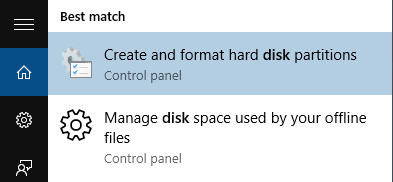 Best match
Create and format hard disk partitions
Control panel
Manage disk space used by your offline
files
Control panel